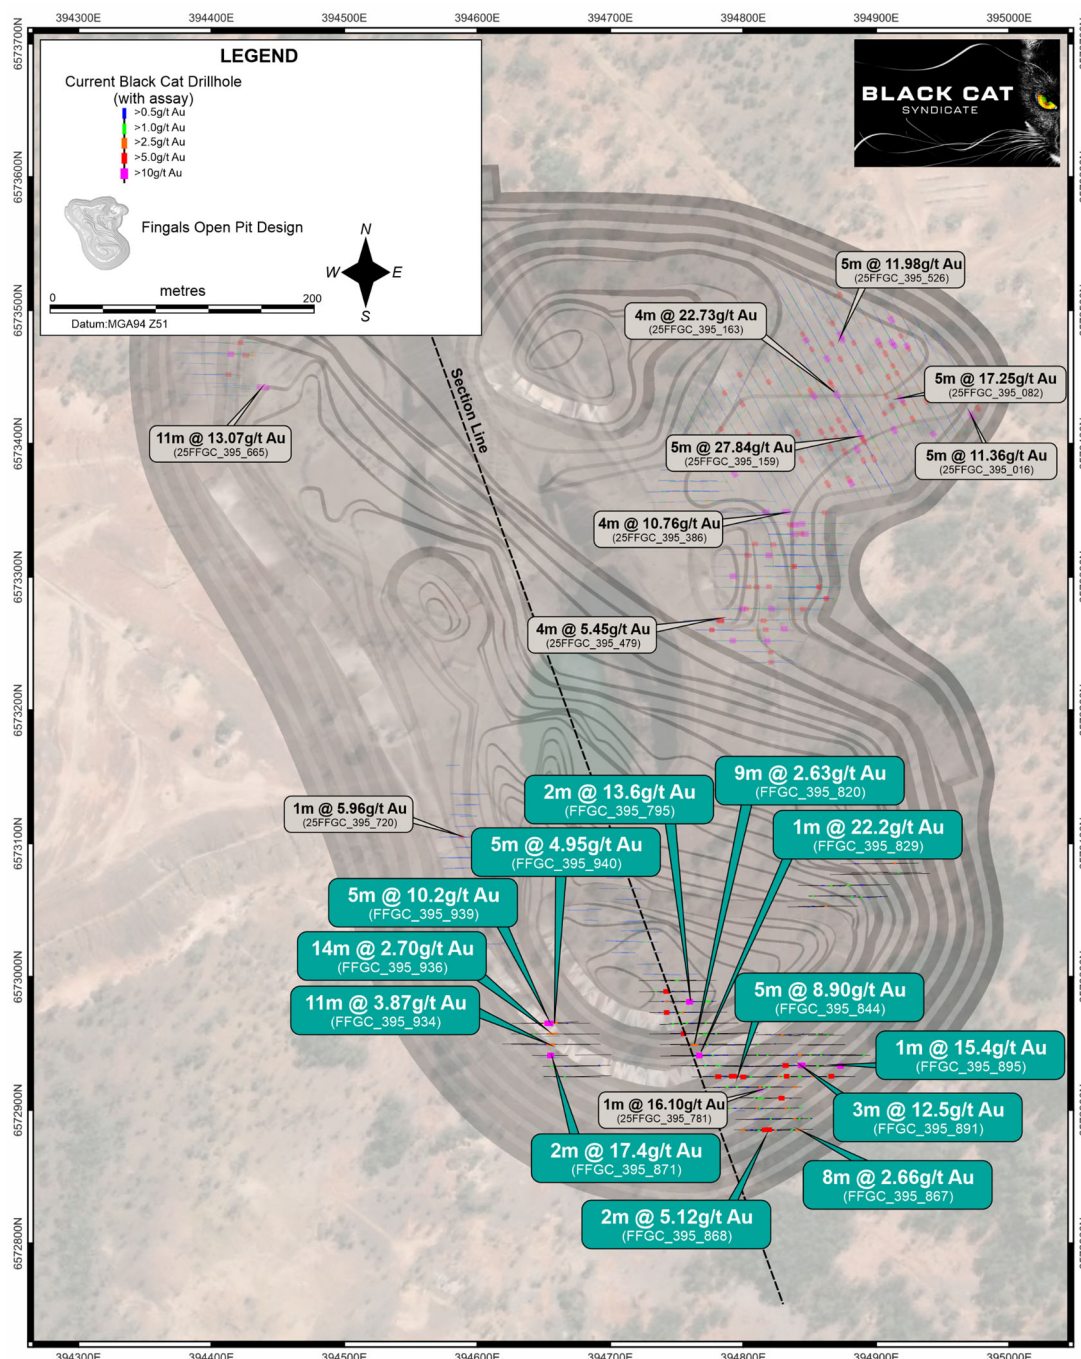 394300E 394400E 394500E 394600E 394700E 394800E 394900E 395000E
6573700N
6573600N
6573500N
6573400N
6573300N
6573200N
6573100N
6573000N
6572900N
6572800N
LEGEND
Current Black Cat Drillhole
(with assay)
>0.5g/t Au
>1.0g/t Au
>2.5g/t Au
>5.0g/t Au
>10g/t Au
Fingals Open Pit Design
N
W E
S
metres
0 200
Datum:MGA94 Z51
BLACK CAT
SYNDICATE
Section Line
5m @ 11.98g/t Au
(25FFGC_395_526)
4m @ 22.73g/t Au
(25FFGC_395_163)
5m @ 17.25g/t Au
(25FFGC_395_082)
11m @ 13.07g/t Au
(25FFGC_395_665)
5m @ 27.84g/t Au
(25FFGC_395_159)
5m @ 11.36g/t Au
(25FFGC_395_016)
4m @ 10.76g/t Au
(25FFGC_395_386)
4m @ 5.45g/t Au
(25FFGC_395_479)
9m @ 2.63g/t Au
(FFGC_395_820)
2m @ 13.6g/t Au
(FFGC_395_795)
1m @ 5.96g/t Au
(25FFGC_395_720)
1m @ 22.2g/t Au
(FFGC_395_829)
5m @ 4.95g/t Au
(FFGC_395_940)
5m @ 10.2g/t Au
(FFGC_395_939)
14m @ 2.70g/t Au
(FFGC_395_936)
11m @ 3.87g/t Au
(FFGC_395_934)
5m @ 8.90g/t Au
(FFGC_395_844)
1m @ 15.4g/t Au
(FFGC_395_895)
1m @ 16.10g/t Au
(25FFGC_395_781)
3m @ 12.5g/t Au
(FFGC_395_891)
2m @ 17.4g/t Au
(FFGC_395_871)
8m @ 2.66g/t Au
(FFGC_395_867)
2m @ 5.12g/t Au
(FFGC_395_868)
394300E 394400E 394500E 394600E 394700E 394800E 394900E 395000E